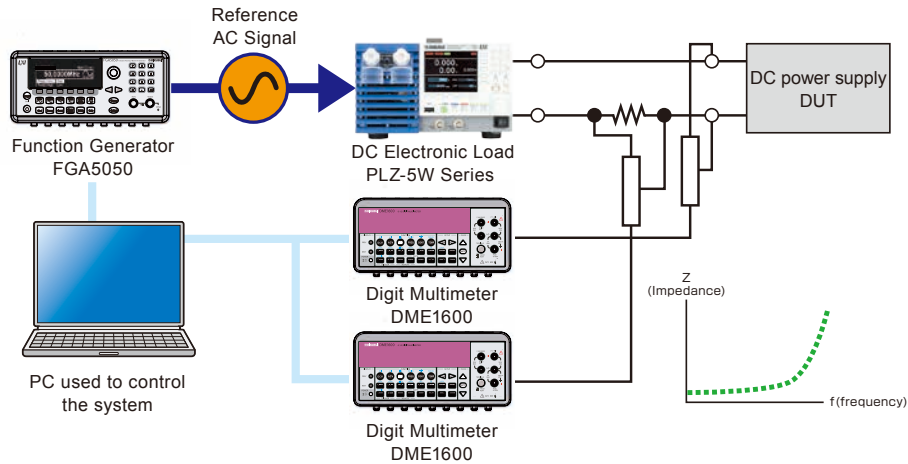 Reference
AC Signal
Function Generator
FGA5050
DC Electronic Load
PLZ-5W Series
DC power supply
DUT
Digit Multimeter
DME1600
Digit Multimeter
DME1600
PC used to control
the system
Z
(Impedance)
f(frequency)